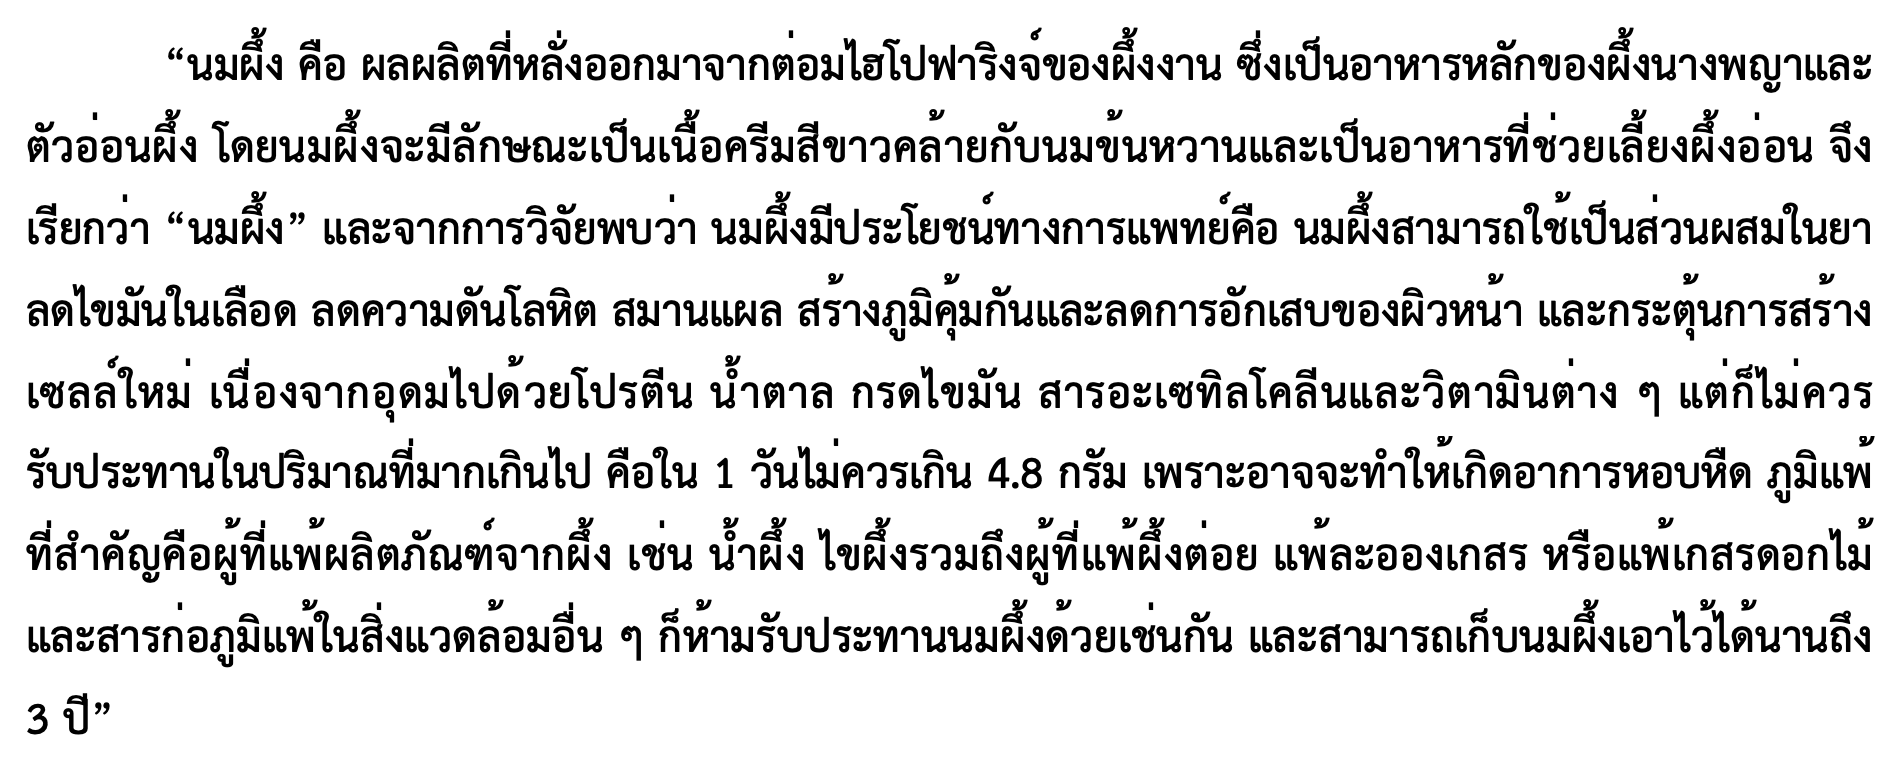 “นมผึ้ง คือ ผลผลิตที่หลั่งออกมาจากต่อมไฮโปฟาริงจ์ของผึ้งงาน ซึ่งเป็นอาหารหลักของผึ้งนางพญาและ
ตัวอ่อนผึ้ง โดยนมผึ้งจะมีลักษณะเป็นเนื้อครีมสีขาวคล้ายกับนมข้นหวานและเป็นอาหารที่ช่วยเลี้ยงผึ้งอ่อน จึง
เรียกว่า “นมผึ้ง” และจากการวิจัยพบว่า นมผึ้งมีประโยชน์ทางการแพทย์คือ นมผึ้งสามารถใช้เป็นส่วนผสมในยา
ลดไขมันในเลือด ลดความดันโลหิต สมานแผล สร้างภูมิคุ้มกันและลดการอักเสบของผิวหน้า และกระตุ้นการสร้าง
เซลล์ใหม่ เนื่องจากอุดมไปด้วยโปรตีน น้ำตาล กรดไขมัน สารอะเซทิลโคลีนและวิตามินต่าง ๆ แต่ก็ไม่ควร
รับประทานในปริมาณที่มากเกินไป คือใน 1 วันไม่ควรเกิน 4.8 กรัม เพราะอาจจะทำให้เกิดอาการหอบหืด ภูมิแพ้
ที่สำคัญคือผู้ที่แพ้ผลิตภัณฑ์จากผึ้ง เช่น น้ำผึ้ง ไขผึ้งรวมถึงผู้ที่แพ้ผึ้งต่อย แพ้ละอองเกสร หรือแพ้เกสรดอกไม้
และสารก่อภูมิแพ้ในสิ่งแวดล้อมอื่น ๆ ก็ห้ามรับประทานนมผึ้งด้วยเช่นกัน และสามารถเก็บนมผึ้งเอาไว้ได้นานถึง
3 ปี”